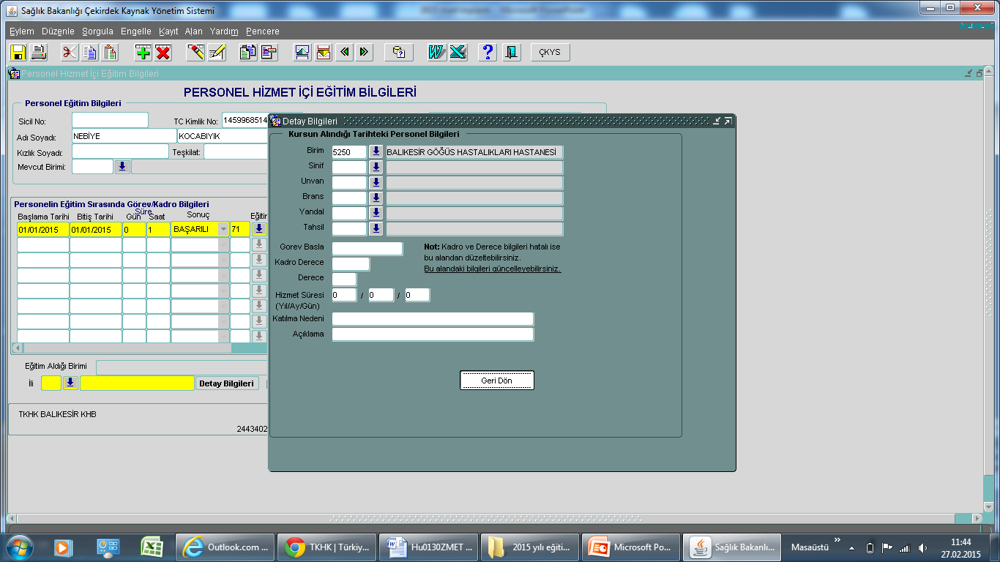 Sağlık Bakanlığı Çekirdek Kaynak Yönetim Sistemi
Eylem Düzenle Sorgula Engelle Kayıt Alan Yardım Pencere
ÇKYS
Personel Hizmet İçi Eğitim Bilgileri
PERSONEL HİZMET İÇİ EĞİTİM BİLGİLERİ
Personel Eğitim Bilgileri
Sicil No:
TC Kimlik No: 1459968514
Adı Soyadı: NEBİYE KOCABIYIK
Kızlık Soyadı:
Teşkilat:
Mevcut Birimi:
Personelin Eğitim Sırasında Görev/Kadro Bilgileri
Süre
Başlama Tarihi Bitiş Tarihi Gün Saat Sonuç Eğitir
01/01/2015 01/01/2015 0 1 BAŞARILI 71
Eğitim Aldığı Birimi
İli
Detay Bilgileri
TKHK BALIKESİR KHB
2443402
Detay Bilgileri
Kursun Alındığı Tarihteki Personel Bilgileri
Birim 5250 BALIKESİR GÖĞÜS HASTALIKLARI HASTANESİ
Sinif
Unvan
Brans
Yandal
Tahsil
Gorev Basla
Kadro Derece
Derece
Not: Kadro ve Derece bilgileri hatalı ise
bu alandan düzeltebilirsiniz.
Bu alandaki bilgileri güncelleyebilirsiniz.
Hizmet Süresi 0 / 0 / 0
(Yıl/Ay/Gün)
Katılma Nedeni
Açıklama
Geri Dön
Outlook.com ...
TKHK | Türkiy...
Hu0130ZMET ...
2015 yılı eğiti...
Microsoft Po...
Sağlık Bakanlı...
Masaüstü
11:44
27.02.2015